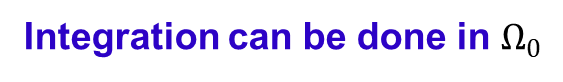 Integration can be done in Ω₀